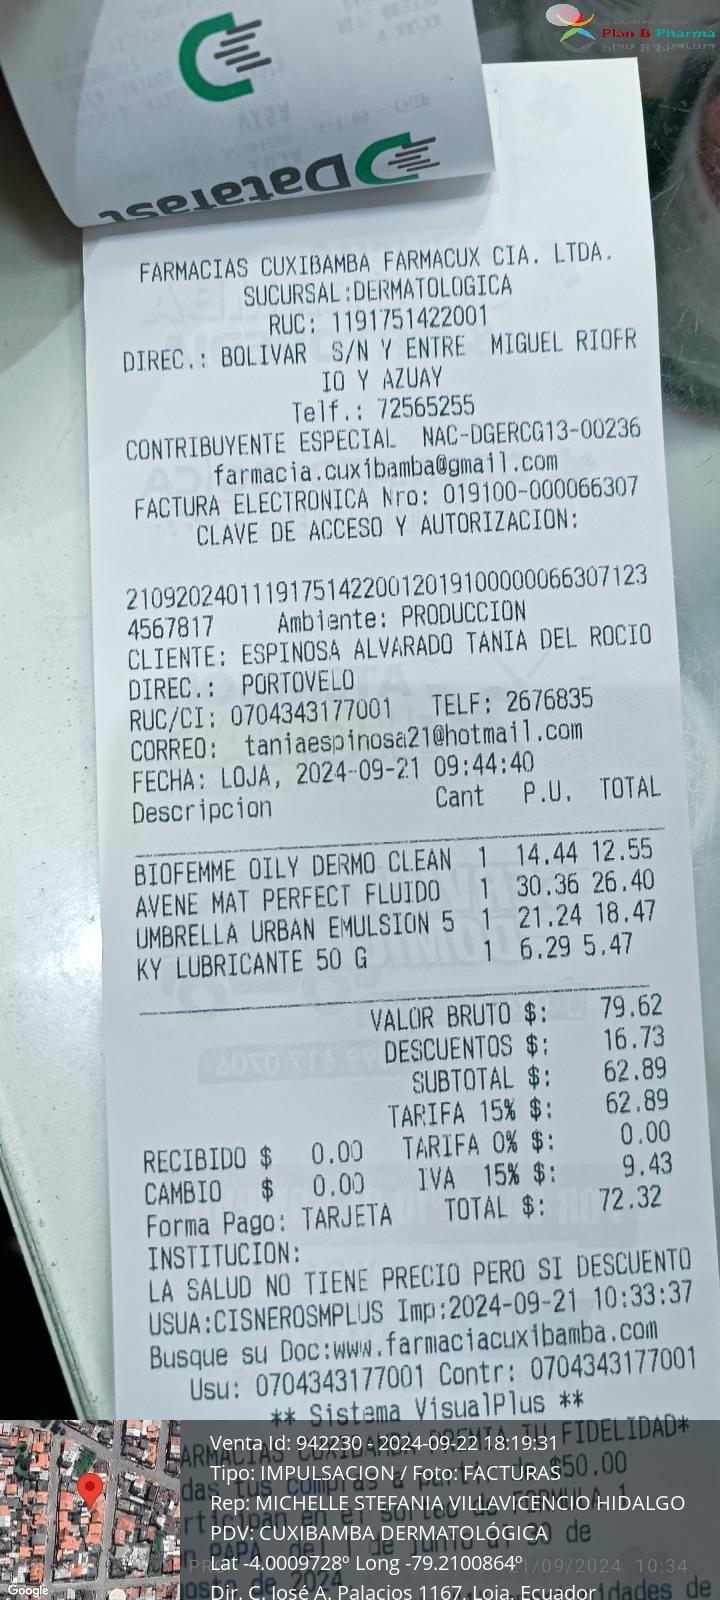 Plan B Pharma
Datafast
FARMACIAS CUXIBAMBA FARMACUX CIA. LTDA.
SUCURSAL:DERMATOLOGICA
RUC: 1191751422001
DIREC.: BOLIVAR S/N Y ENTRE MIGUEL RIOFR
IO Y AZUAY
Telf.: 72565255
CONTRIBUYENTE ESPECIAL NAC-DGERCG13-00236
farmacia.cuxibamba@gmail.com
FACTURA ELECTRONICA Nro: 019100-000066307
CLAVE DE ACCESO Y AUTORIZACION:
210920240111917514220012019100000066307123
4567817 Ambiente: PRODUCCION
CLIENTE: ESPINOSA ALVARADO TANIA DEL ROCIO
DIREC.: PORTOVELO
RUC/CI: 0704343177001 TELF: 2676835
CORREO: taniaespinosa21@hotmail.com
FECHA: LOJA, 2024-09-21 09:44:40
Descripcion Cant P.U. TOTAL
BIOFEMME OILY DERMO CLEAN 1 14.44 12.55
AVENE MAT PERFECT FLUIDO 1 30.36 26.40
UMBRELLA URBAN EMULSION 5 1 21.24 18.47
KY LUBRICANTE 50 G 1 6.29 5.47
VALOR BRUTO $: 79.62
DESCUENTOS $: 16.73
SUBTOTAL $: 62.89
TARIFA 15% $: 62.89
RECIBIDO $ 0.00 TARIFA 0% $: 0.00
CAMBIO $ 0.00 IVA 15% $: 9.43
Forma Pago: TARJETA TOTAL $: 72.32
INSTITUCION:
LA SALUD NO TIENE PRECIO PERO SI DESCUENTO
USUA:CISNEROSMPLUS Imp:2024-09-21 10:33:37
Busque su Doc:www.farmaciacuxibamba.com
Usu: 0704343177001 Contr: 0704343177001
** Sistema VisualPlus **
Venta Id: 942230 - 2024-09-22 18:19:31
Tipo: IMPULSACION / Foto: FACTURAS
Rep: MICHELLE STEFANIA VILLAVICENCIO HIDALGO
PDV: CUXIBAMBA DERMATOLÓGICA
Lat -4.0009728º Long -79.2100864º
21/09/2024 10:34
Dir. C. José A. Palacios 1167, Loja, Ecuador
Google